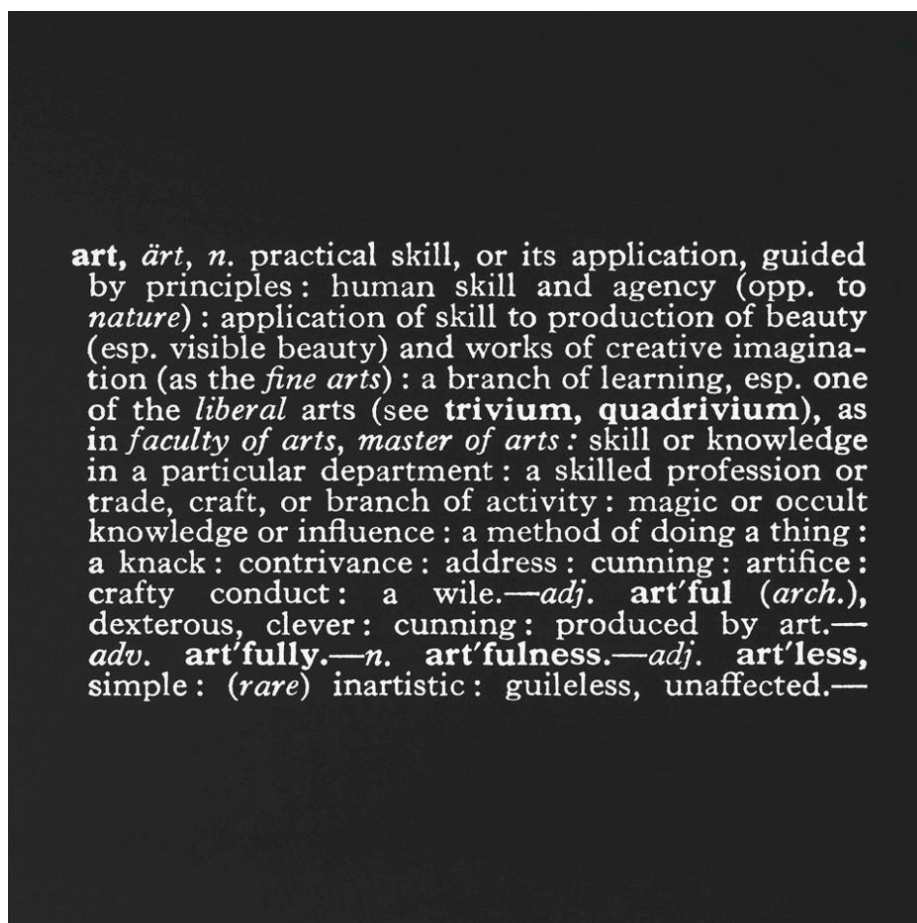 art, ärt, n. practical skill, or its application, guided
by principles : human skill and agency (opp. to
nature) : application of skill to production of beauty
(esp. visible beauty) and works of creative imagina-
tion (as the fine arts) : a branch of learning, esp. one
of the liberal arts (see trivium, quadrivium), as
in faculty of arts, master of arts : skill or knowledge
in a particular department : a skilled profession or
trade, craft, or branch of activity : magic or occult
knowledge or influence : a method of doing a thing :
a knack : contrivance : address : cunning : artifice :
crafty conduct : a wile.—adj. art′ful (arch.),
dexterous, clever : cunning : produced by art.—
adv. art′fully.—n. art′fulness.—adj. art′less,
simple : (rare) inartistic : guileless, unaffected.—